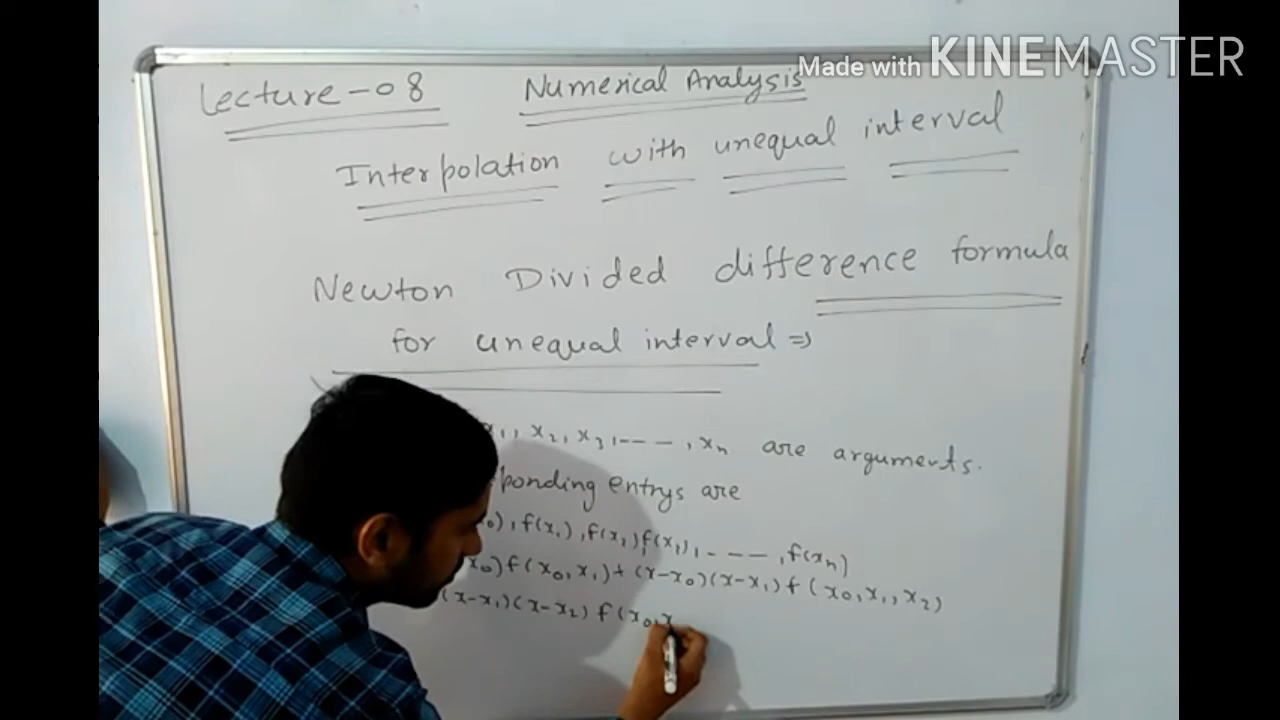 Made with KINEMASTER
Lecture-08 Numerical Analysis
Interpolation with unequal interval
Newton Divided difference formula
for unequal interval ⇒
x₁, x₂, x₃, ----, xₙ are arguments.
ponding entrys are
), f(x₁), f(x₂), f(x₃), ----, f(xₙ)
x₀) f(x₀, x₁) + (x-x₀)(x-x₁) f(x₀, x₁, x₂)
(x-x₁)(x-x₂) f(x₀, x